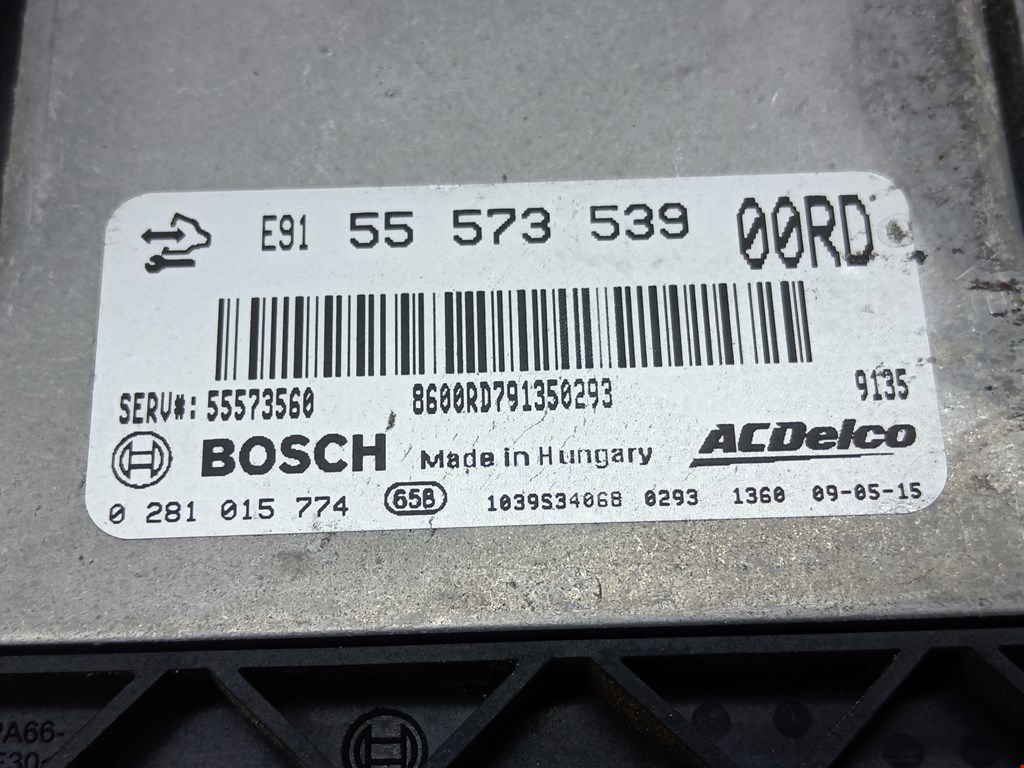 E91 55 573 539 00RD
SERV#: 55573560 8600RD791350293 9135
BOSCH Made in Hungary ACDelco
0 281 015 774 658 1039S34068 0293 1360 09-05-15
PA66-